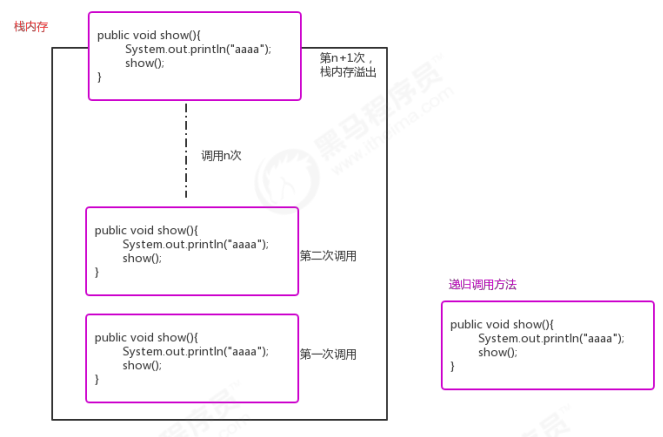 栈内存
public void show(){
System.out.println("aaaa");
show();
}
第n+1次，
栈内存溢出
黑马程序员™
www.itheima.com
调用n次
public void show(){
System.out.println("aaaa");
show();
}
第二次调用
递归调用方法
public void show(){
System.out.println("aaaa");
show();
}
第一次调用
public void show(){
System.out.println("aaaa");
show();
}